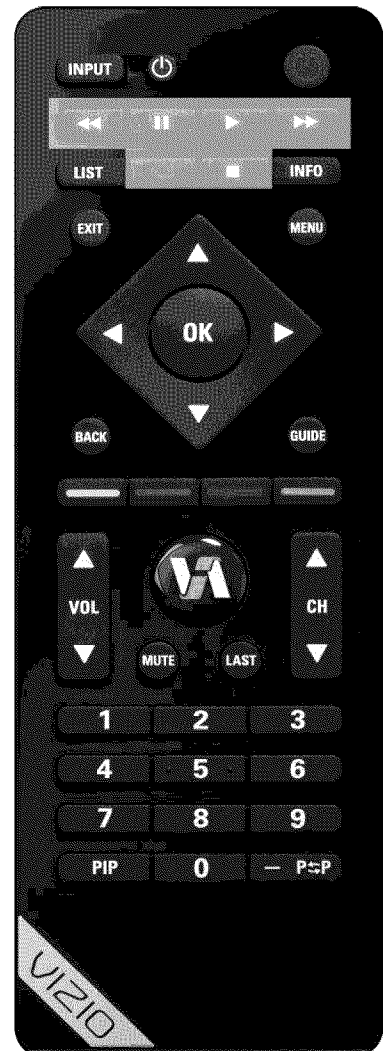 INPUT
LIST INFO
EXIT MENU
OK
BACK GUIDE
VOL CH
MUTE LAST
1 2 3
4 5 6
7 8 9
PIP 0 – P⇆P
VIZIO